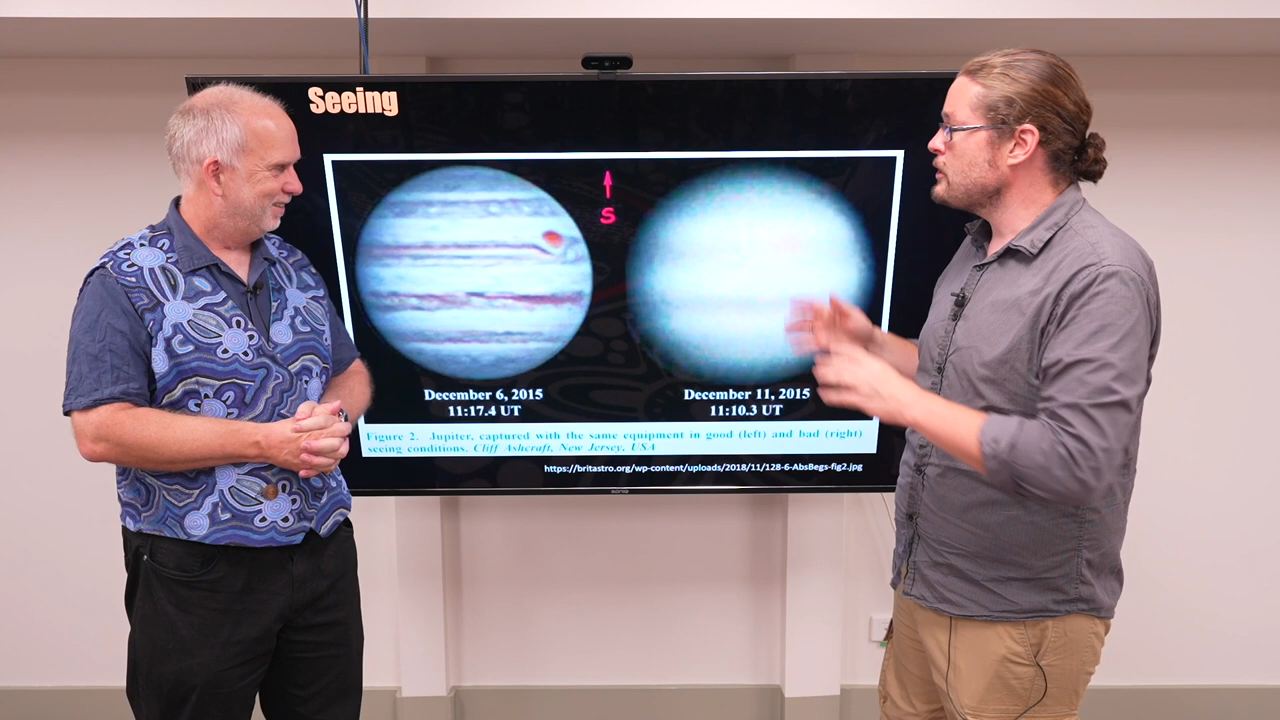 Seeing
S
December 6, 2015
11:17.4 UT
December 11, 2015
11:10.3 UT
Figure 2. Jupiter, captured with the same equipment in good (left) and bad (right)
seeing conditions. Cliff Ashcraft, New Jersey, USA
https://britastro.org/wp-content/uploads/2018/11/128-6-AbsBegs-fig2.jpg